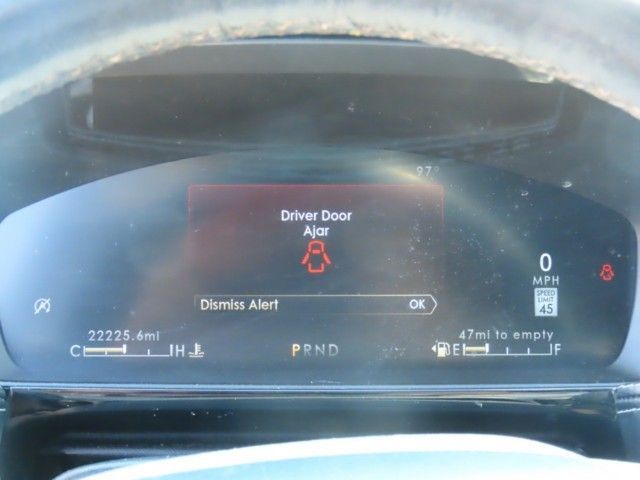 97°
Driver Door
Ajar
Dismiss Alert OK
0
MPH
SPEED
LIMIT
45
22225.6mi
47mi to empty
C H
PRND
E F